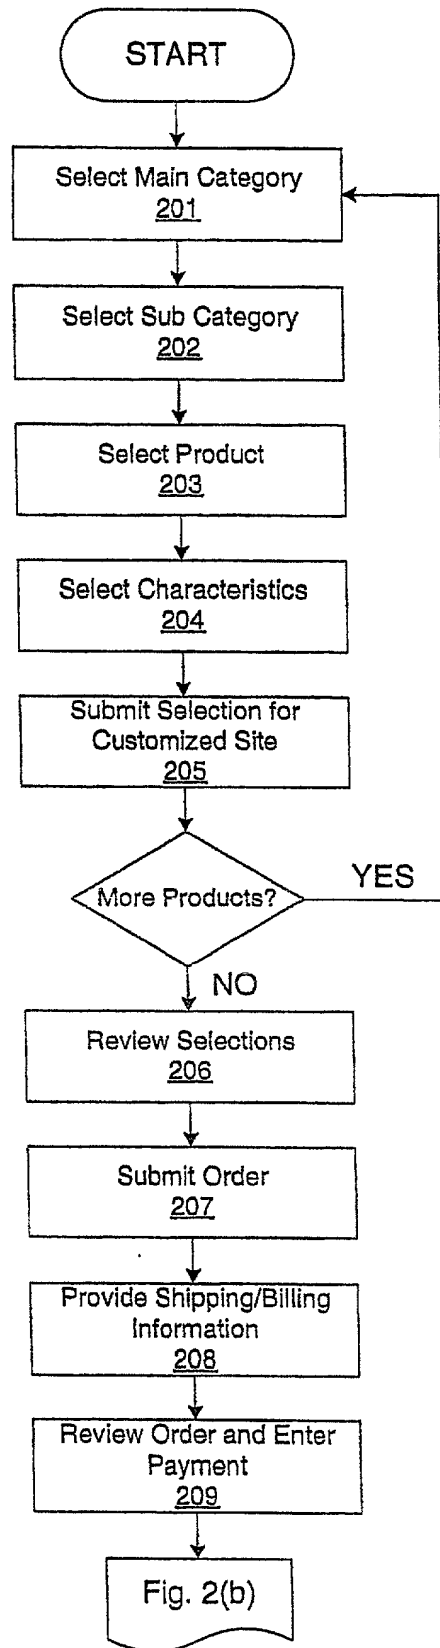 START
Select Main Category
201
Select Sub Category
202
Select Product
203
Select Characteristics
204
Submit Selection for
Customized Site
205
More Products?
YES
NO
Review Selections
206
Submit Order
207
Provide Shipping/Billing
Information
208
Review Order and Enter
Payment
209
Fig. 2(b)